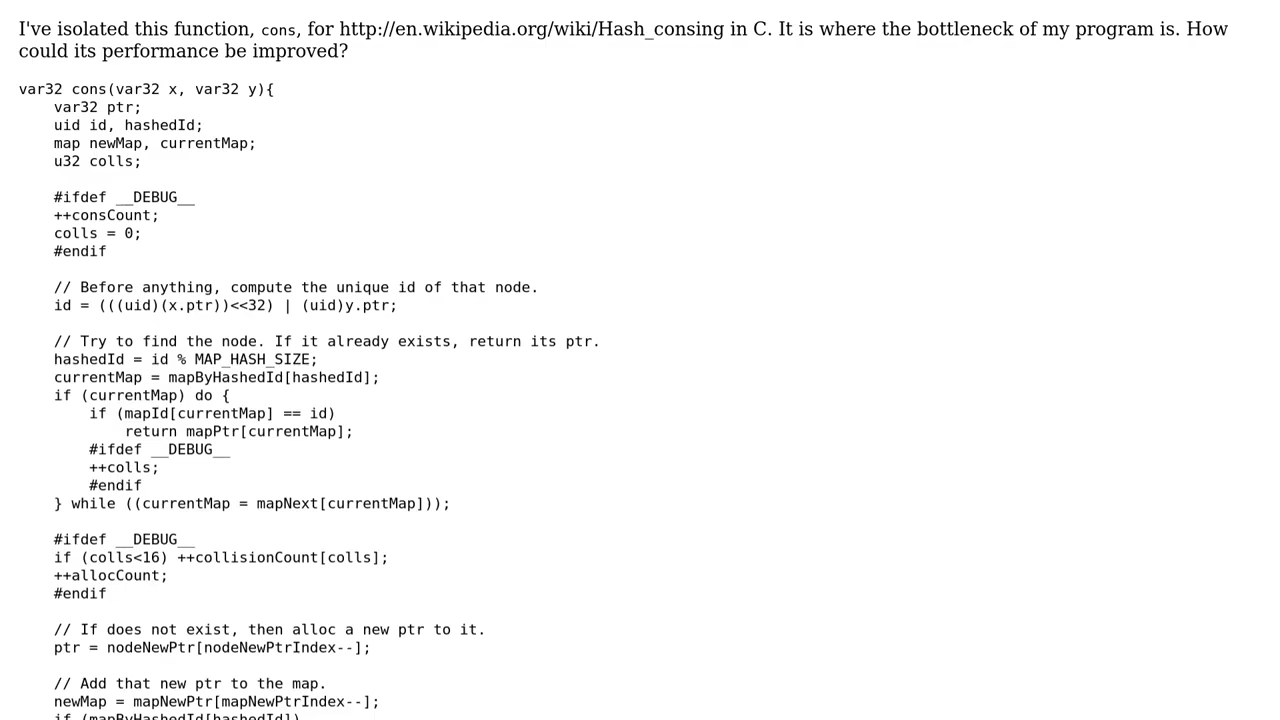 I've isolated this function, cons, for http://en.wikipedia.org/wiki/Hash_consing in C. It is where the bottleneck of my program is. How
could its performance be improved?
var32 cons(var32 x, var32 y){
    var32 ptr;
    uid id, hashedId;
    map newMap, currentMap;
    u32 colls;

    #ifdef __DEBUG__
    ++consCount;
    colls = 0;
    #endif

    // Before anything, compute the unique id of that node.
    id = (((uid)(x.ptr))<<32) | (uid)y.ptr;

    // Try to find the node. If it already exists, return its ptr.
    hashedId = id % MAP_HASH_SIZE;
    currentMap = mapByHashedId[hashedId];
    if (currentMap) do {
        if (mapId[currentMap] == id)
            return mapPtr[currentMap];
        #ifdef __DEBUG__
        ++colls;
        #endif
    } while ((currentMap = mapNext[currentMap]));

    #ifdef __DEBUG__
    if (colls<16) ++collisionCount[colls];
    ++allocCount;
    #endif

    // If does not exist, then alloc a new ptr to it.
    ptr = nodeNewPtr[nodeNewPtrIndex--];

    // Add that new ptr to the map.
    newMap = mapNewPtr[mapNewPtrIndex--];
    if (mapByHashedId[hashedId])